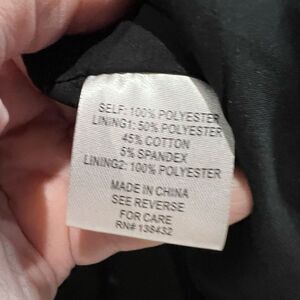 SELF: 100% POLYESTER
LINING1: 50% POLYESTER
45% COTTON
5% SPANDEX
LINING2: 100% POLYESTER
MADE IN CHINA
SEE REVERSE
FOR CARE
RN# 136432